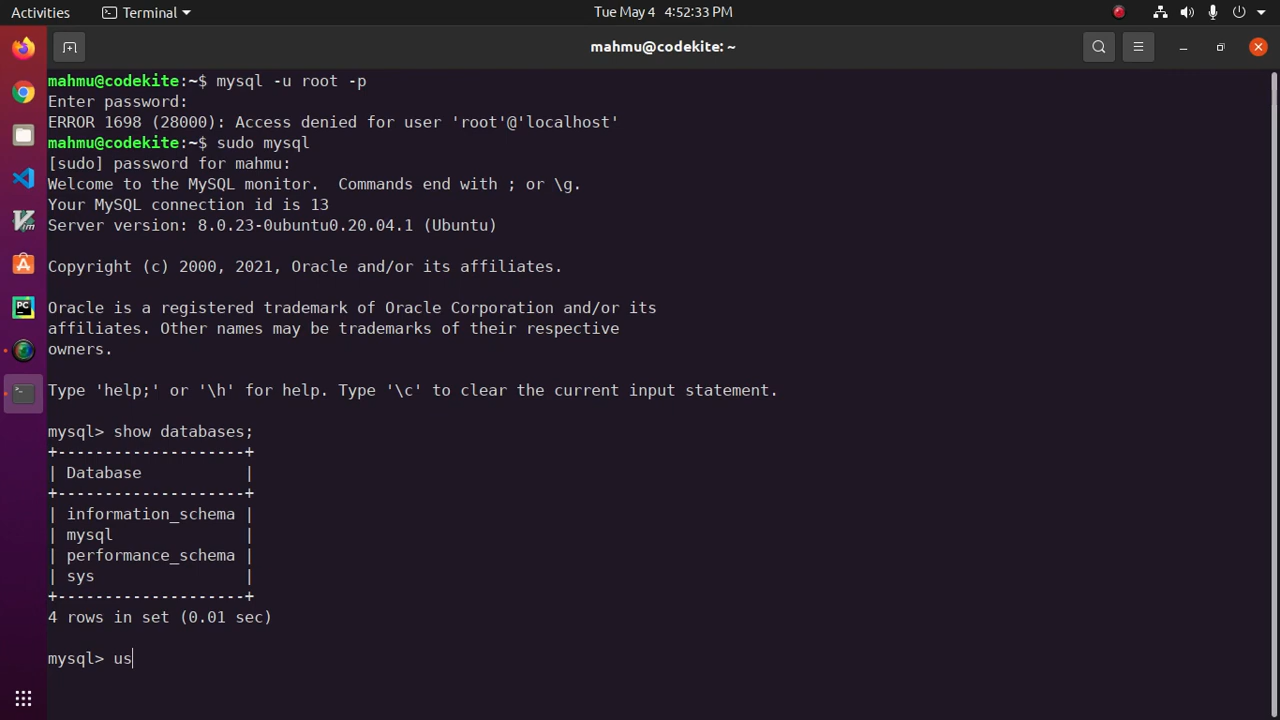 Activities
Terminal
Tue May 4 4:52:33 PM
mahmu@codekite: ~
mahmu@codekite:~$ mysql -u root -p
Enter password:
ERROR 1698 (28000): Access denied for user 'root'@'localhost'
mahmu@codekite:~$ sudo mysql
[sudo] password for mahmu:
Welcome to the MySQL monitor.  Commands end with ; or \g.
Your MySQL connection id is 13
Server version: 8.0.23-0ubuntu0.20.04.1 (Ubuntu)
Copyright (c) 2000, 2021, Oracle and/or its affiliates.
Oracle is a registered trademark of Oracle Corporation and/or its
affiliates. Other names may be trademarks of their respective
owners.
Type 'help;' or '\h' for help. Type '\c' to clear the current input statement.
mysql> show databases;
+--------------------+
| Database           |
+--------------------+
| information_schema |
| mysql              |
| performance_schema |
| sys                |
+--------------------+
4 rows in set (0.01 sec)
mysql> us
PC